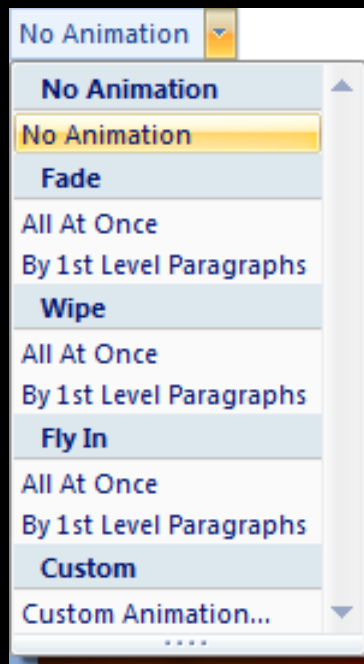 No Animation
No Animation
No Animation
Fade
All At Once
By 1st Level Paragraphs
Wipe
All At Once
By 1st Level Paragraphs
Fly In
All At Once
By 1st Level Paragraphs
Custom
Custom Animation...